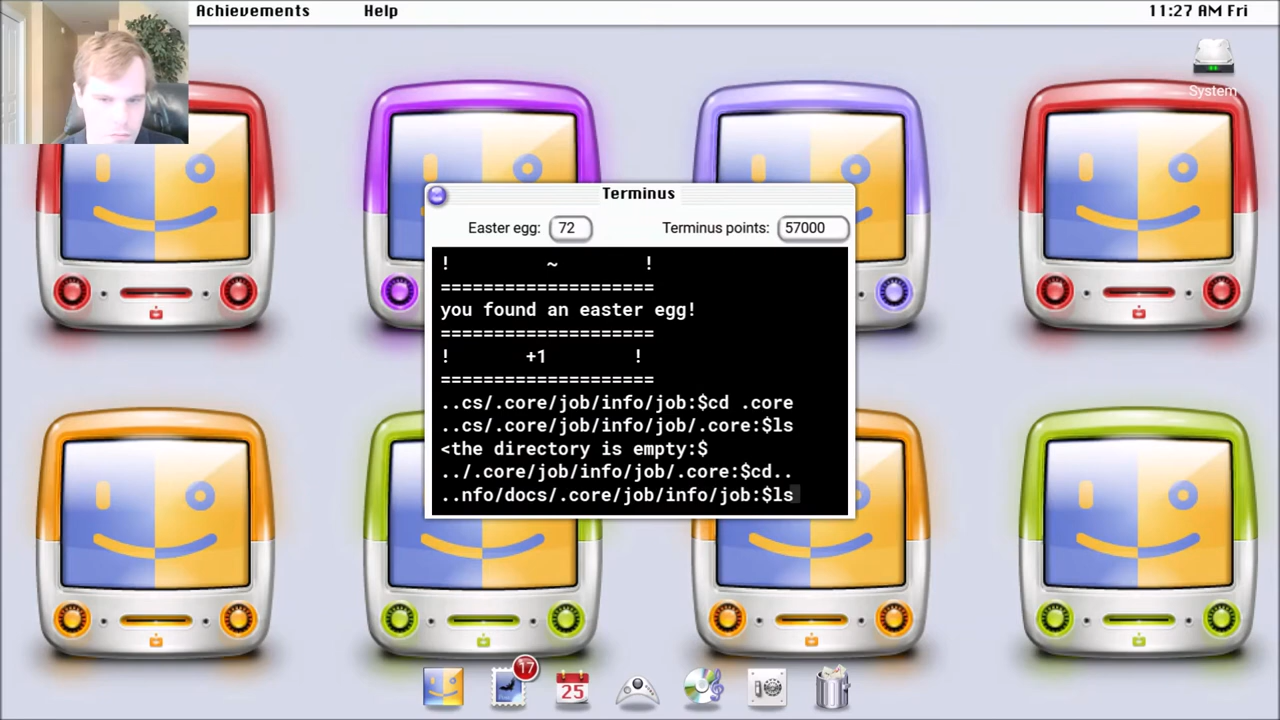 Achievements Help 11:27 AM Fri
System
Terminus
Easter egg: 72 Terminus points: 57000
! ~ !
====================
you found an easter egg!
====================
! +1 !
====================
..cs/.core/job/info/job:$cd .core
..cs/.core/job/info/job/.core:$ls
<the directory is empty:$
../.core/job/info/job/.core:$cd..
..nfo/docs/.core/job/info/job:$ls
17
25